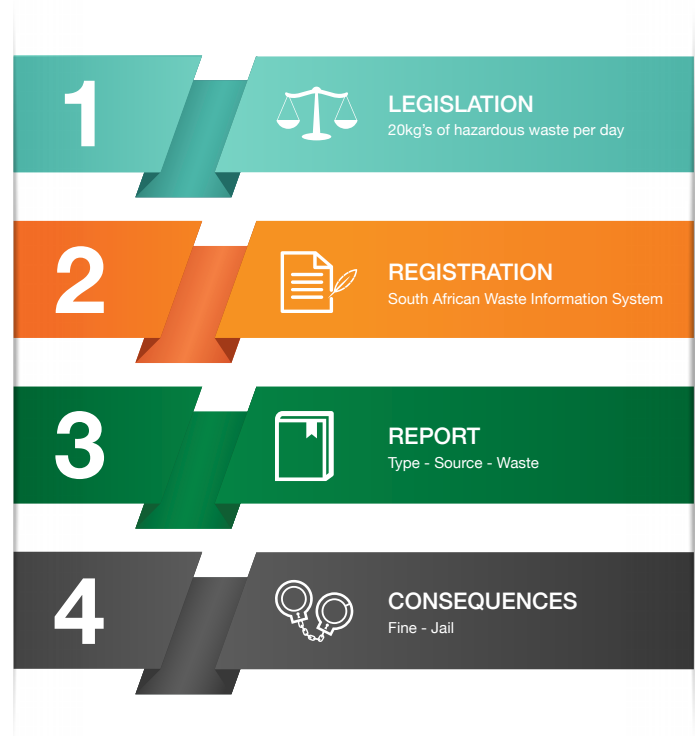 1
LEGISLATION
20kg's of hazardous waste per day
2
REGISTRATION
South African Waste Information System
3
REPORT
Type - Source - Waste
4
CONSEQUENCES
Fine - Jail